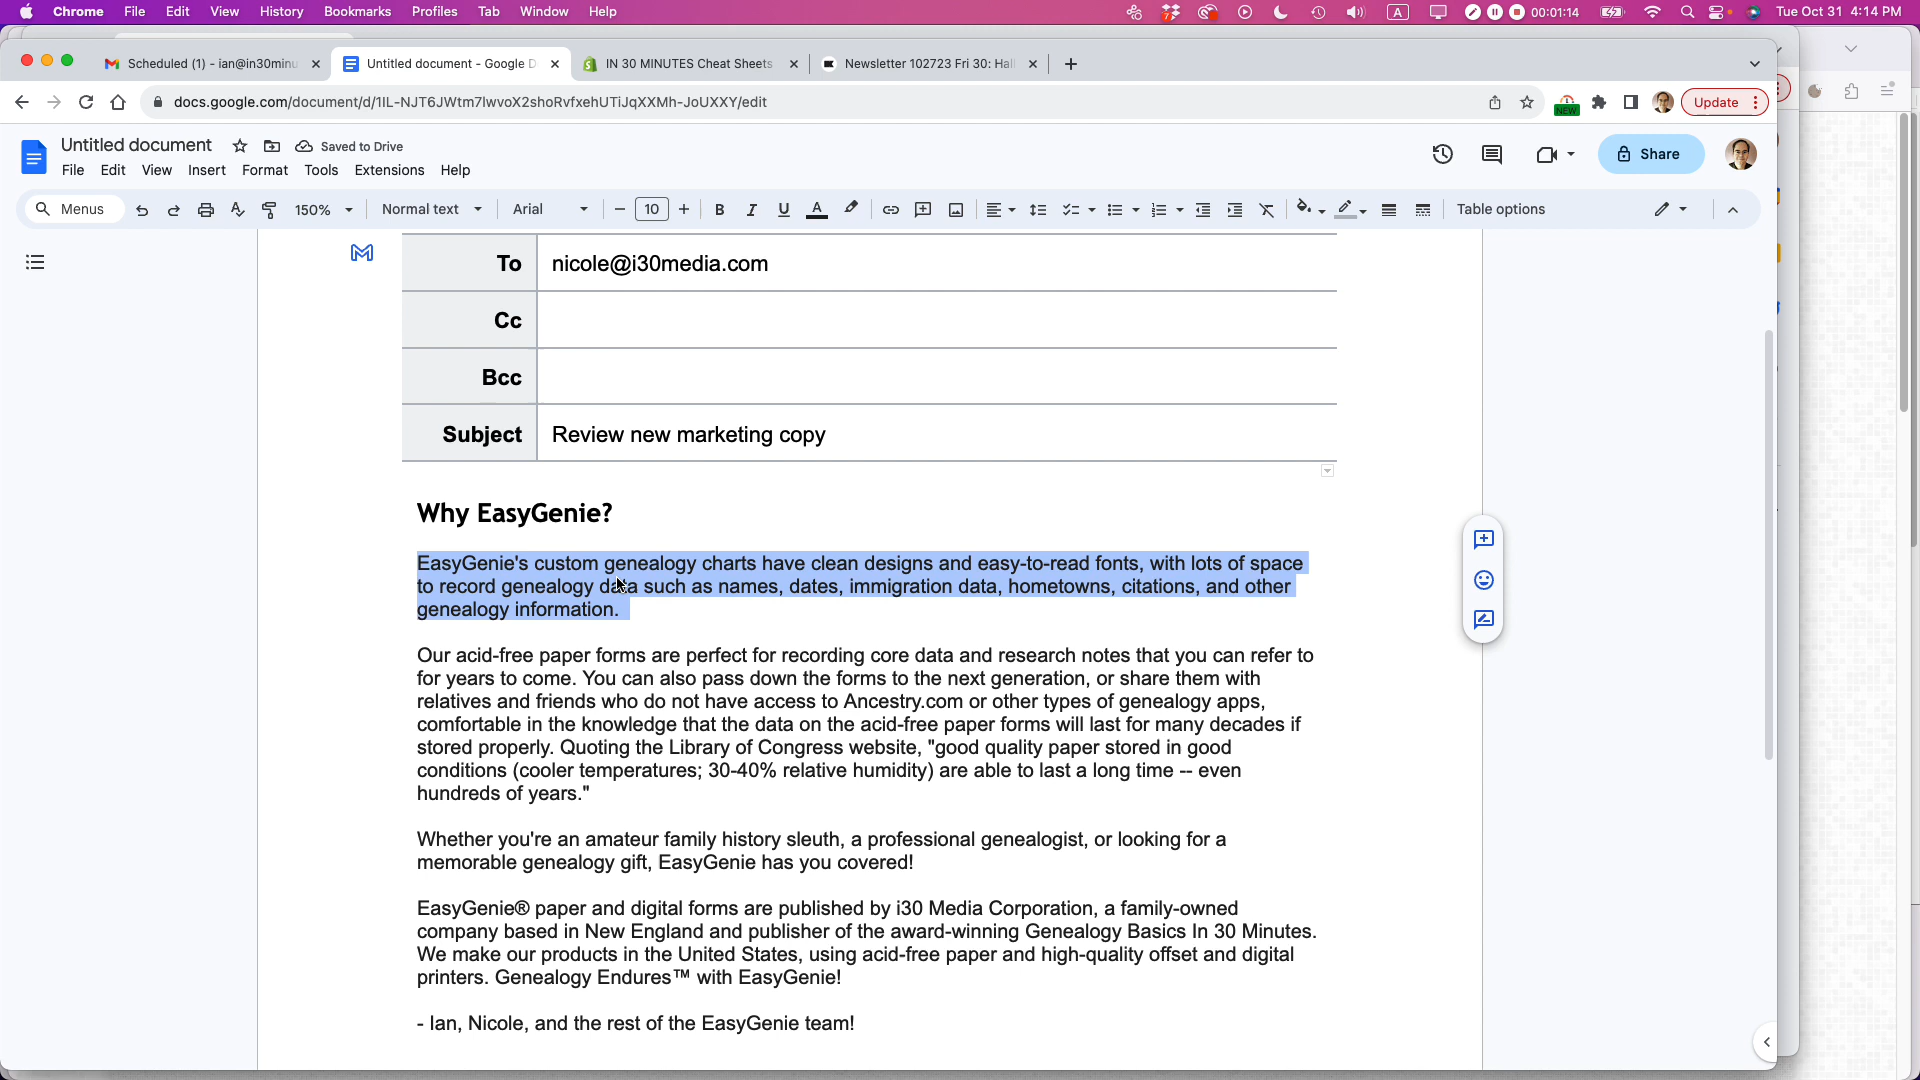 Chrome File Edit View History Bookmarks Profiles Tab Window Help 00:01:14 Tue Oct 31 4:14 PM
Scheduled (1) - ian@in30minu Untitled document - Google D IN 30 MINUTES Cheat Sheets Newsletter 102723 Fri 30: Hal
docs.google.com/document/d/1IL-NJT6JWtm7lwvoX2shoRvfxehUTiJqXXMh-JoUXXY/edit NEW Update
Untitled document Saved to Drive
File Edit View Insert Format Tools Extensions Help Share
Menus 150% Normal text Arial 10 B I U A Table options
To nicole@i30media.com
Cc
Bcc
Subject Review new marketing copy
Why EasyGenie?
EasyGenie's custom genealogy charts have clean designs and easy-to-read fonts, with lots of space
to record genealogy data such as names, dates, immigration data, hometowns, citations, and other
genealogy information.
Our acid-free paper forms are perfect for recording core data and research notes that you can refer to
for years to come. You can also pass down the forms to the next generation, or share them with
relatives and friends who do not have access to Ancestry.com or other types of genealogy apps,
comfortable in the knowledge that the data on the acid-free paper forms will last for many decades if
stored properly. Quoting the Library of Congress website, "good quality paper stored in good
conditions (cooler temperatures; 30-40% relative humidity) are able to last a long time -- even
hundreds of years."
Whether you're an amateur family history sleuth, a professional genealogist, or looking for a
memorable genealogy gift, EasyGenie has you covered!
EasyGenie® paper and digital forms are published by i30 Media Corporation, a family-owned
company based in New England and publisher of the award-winning Genealogy Basics In 30 Minutes.
We make our products in the United States, using acid-free paper and high-quality offset and digital
printers. Genealogy Endures™ with EasyGenie!
- Ian, Nicole, and the rest of the EasyGenie team!